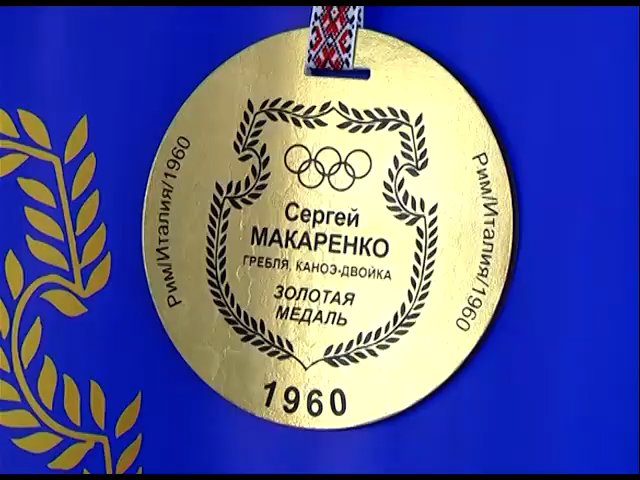 Рим/Италия/1960
Сергей
МАКАРЕНКО
ГРЕБЛЯ, КАНОЭ-ДВОЙКА
ЗОЛОТАЯ
МЕДАЛЬ
Рим/Италия/1960
1960